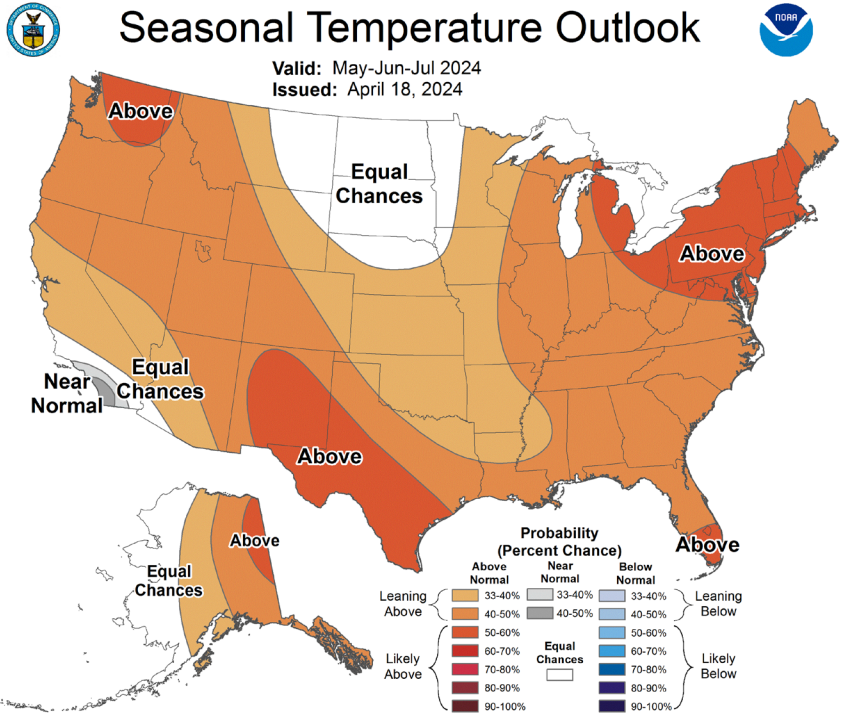 Seasonal Temperature Outlook
NOAA
Valid: May-Jun-Jul 2024
Issued: April 18, 2024
Above
Equal
Chances
Above
Near
Normal
Equal
Chances
Above
Above
Equal
Chances
Above
Probability
(Percent Chance)
Above
Normal
Near
Normal
Below
Normal
Leaning
Above
33-40%
40-50%
33-40%
40-50%
33-40%
40-50%
Leaning
Below
Likely
Above
50-60%
60-70%
70-80%
80-90%
90-100%
Equal
Chances
50-60%
60-70%
70-80%
80-90%
90-100%
Likely
Below